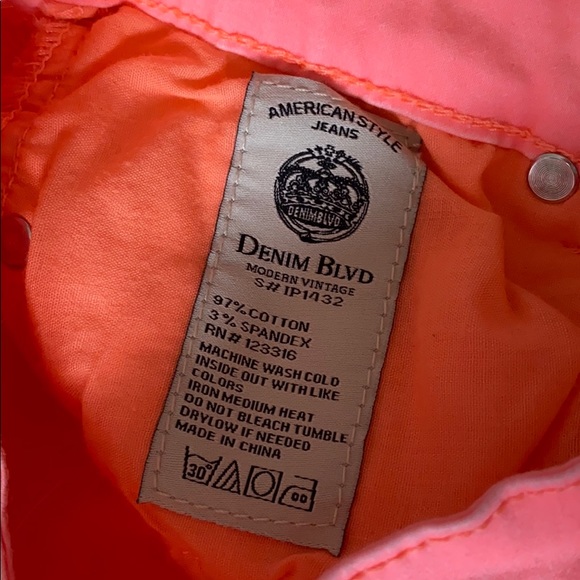 AMERICAN STYLE
JEANS
DENIMBLVD
DENIM BLVD
MODERN VINTAGE
S# IP1432
97% COTTON
3% SPANDEX
RN# 123316
MACHINE WASH COLD
INSIDE OUT WITH LIKE
COLORS
IRON MEDIUM HEAT
DO NOT BLEACH TUMBLE
DRYLOW IF NEEDED
MADE IN CHINA
30°